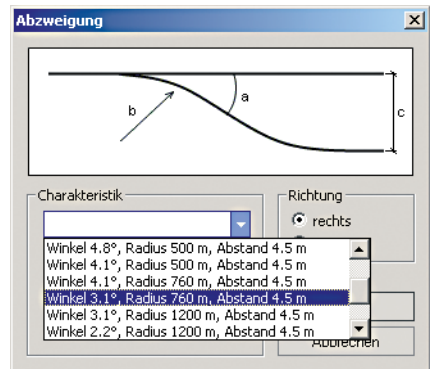 Abzweigung
a
b
c
Charakteristik
Richtung
rechts
Winkel 4.8°, Radius 500 m, Abstand 4.5 m
Winkel 4.1°, Radius 500 m, Abstand 4.5 m
Winkel 4.1°, Radius 760 m, Abstand 4.5 m
Winkel 3.1°, Radius 760 m, Abstand 4.5 m
Winkel 3.1°, Radius 1200 m, Abstand 4.5 m
Winkel 2.2°, Radius 1200 m, Abstand 4.5 m
Abbrechen